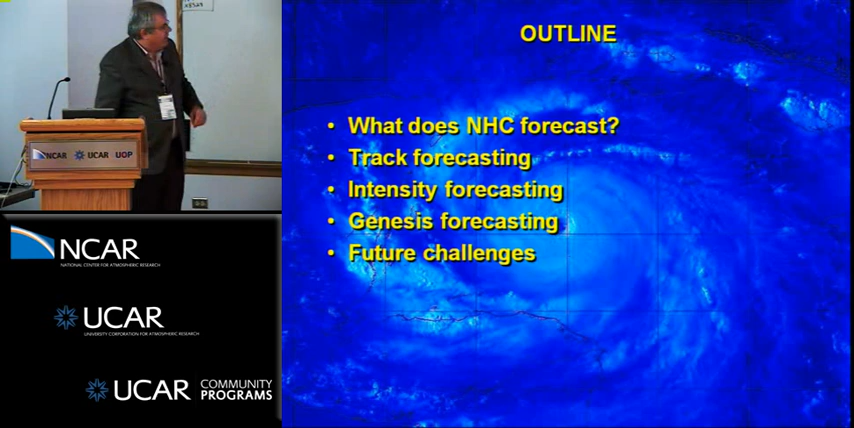 NCAR
UCAR
UOP
NCAR
NATIONAL CENTER FOR ATMOSPHERIC RESEARCH
UCAR
UNIVERSITY CORPORATION FOR ATMOSPHERIC RESEARCH
UCAR COMMUNITY
PROGRAMS
OUTLINE
• What does NHC forecast?
• Track forecasting
• Intensity forecasting
• Genesis forecasting
• Future challenges